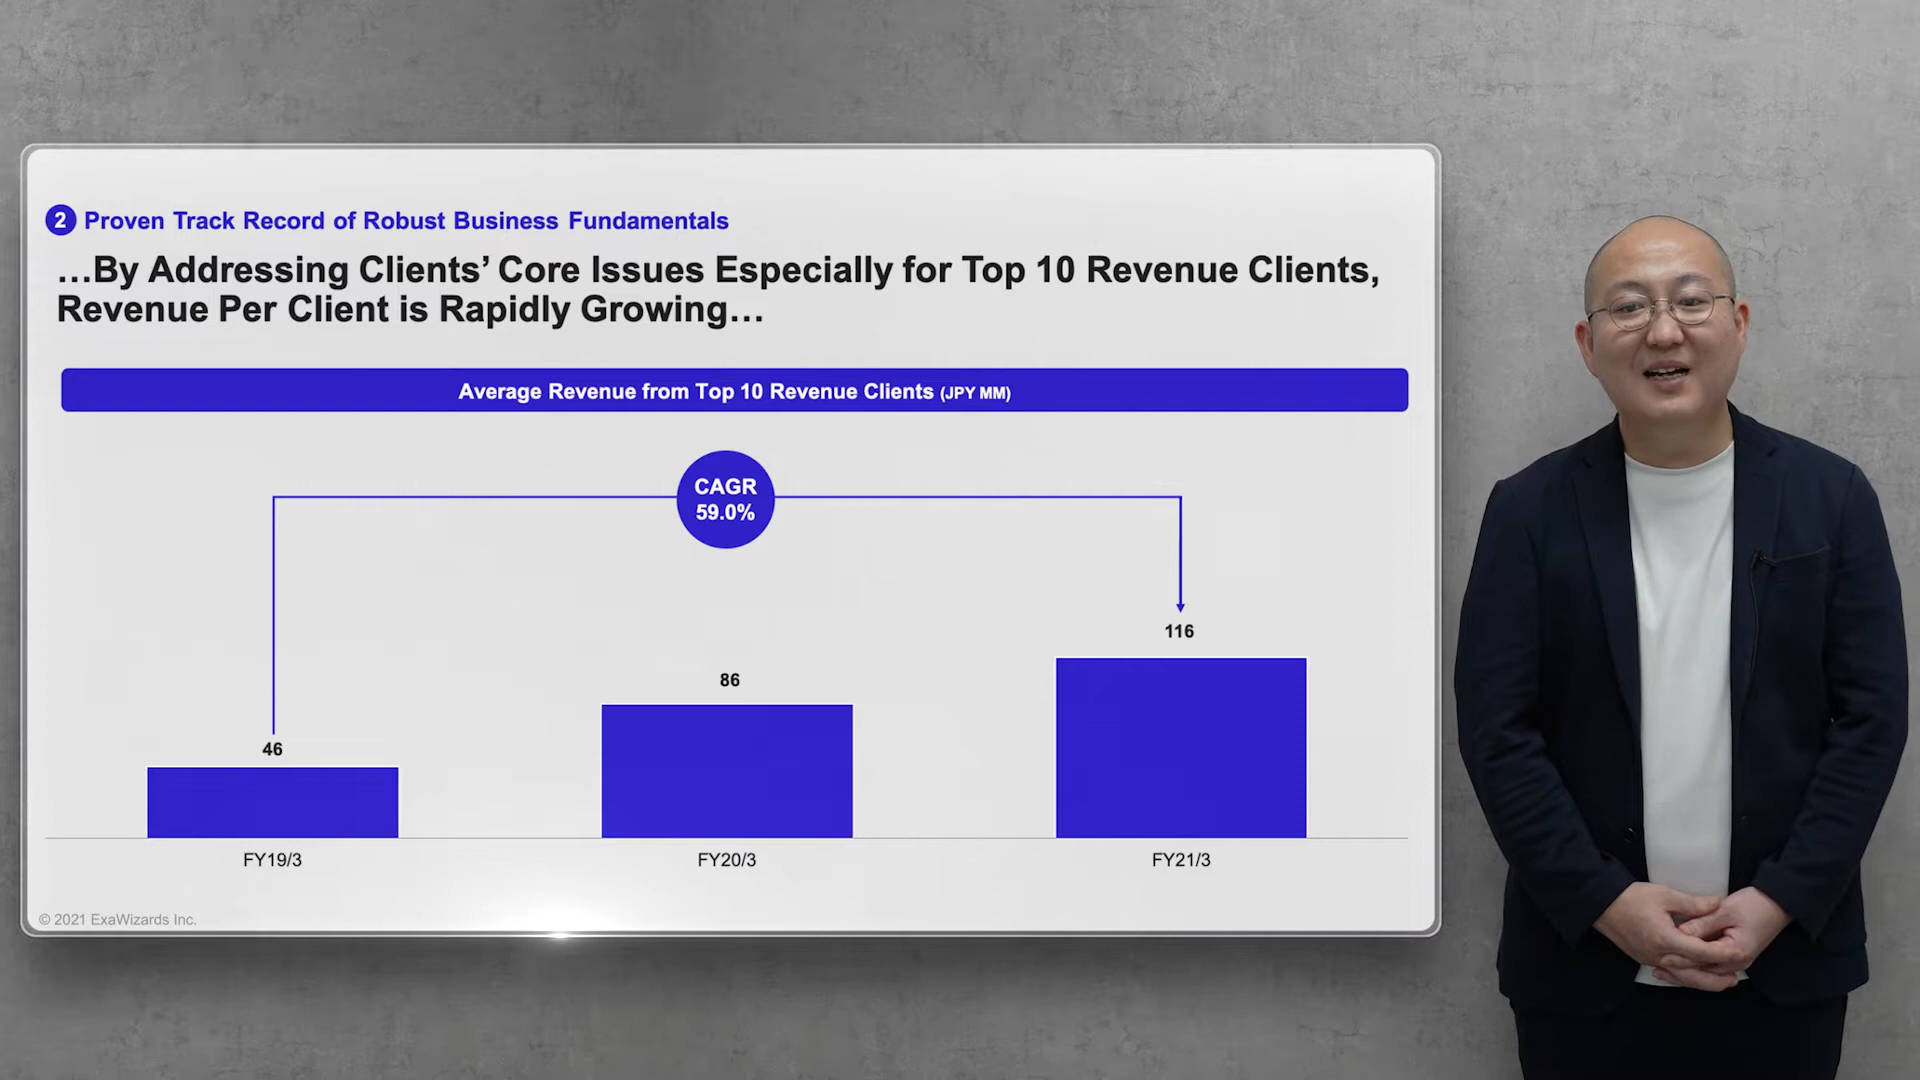 2 Proven Track Record of Robust Business Fundamentals
…By Addressing Clients’ Core Issues Especially for Top 10 Revenue Clients,
Revenue Per Client is Rapidly Growing…
Average Revenue from Top 10 Revenue Clients (JPY MM)
CAGR
59.0%
116
86
46
FY19/3 FY20/3 FY21/3
© 2021 ExaWizards Inc.